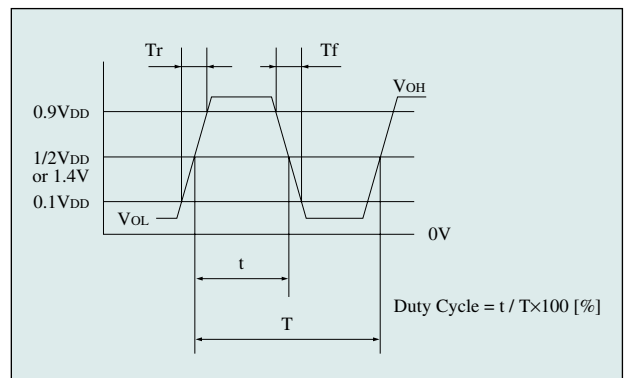 Tr Tf
VOH
0.9VDD
1/2VDD
or 1.4V
0.1VDD
VOL
0V
t
Duty Cycle = t / T×100 [%]
T